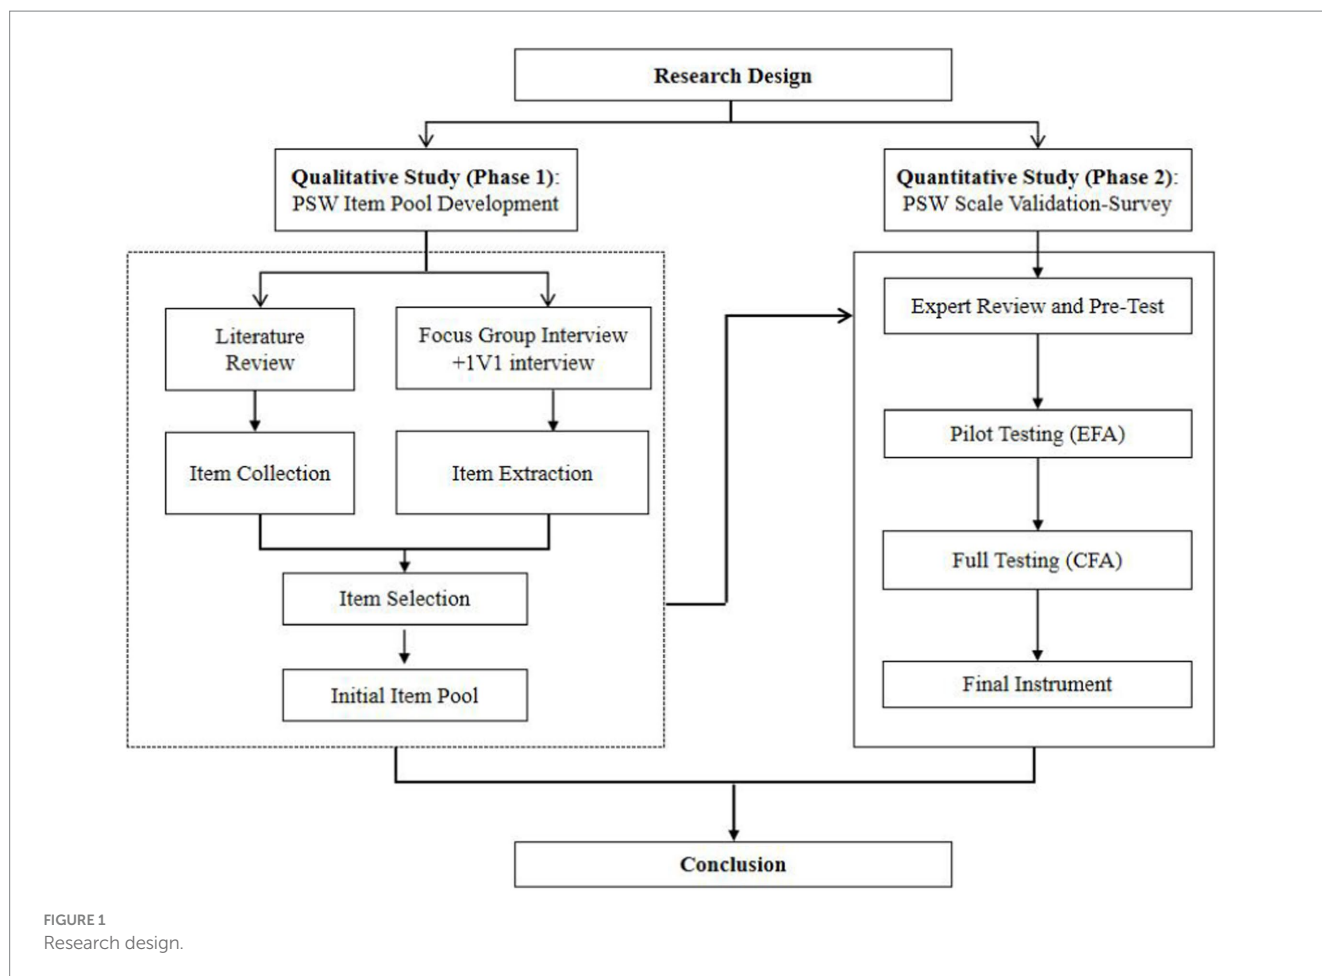 Research Design
Qualitative Study (Phase 1):
PSW Item Pool Development
Quantitative Study (Phase 2):
PSW Scale Validation-Survey
Literature
Review
Focus Group Interview
+1V1 interview
Item Collection
Item Extraction
Item Selection
Initial Item Pool
Expert Review and Pre-Test
Pilot Testing (EFA)
Full Testing (CFA)
Final Instrument
Conclusion
FIGURE 1
Research design.